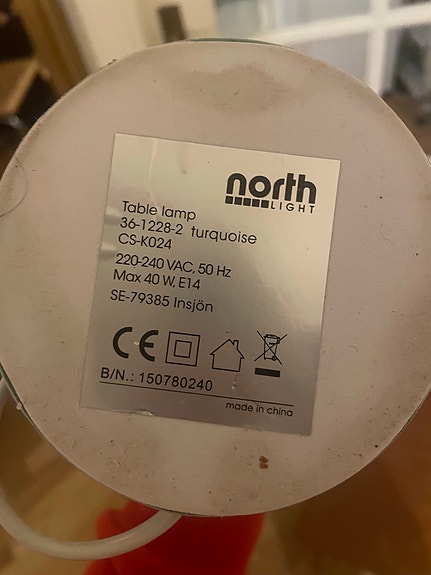 north
LIGHT
Table lamp
36-1228-2 turquoise
CS-K024
220-240 VAC, 50 Hz
Max 40 W, E14
SE-79385 Insjön
CE
B/N.: 150780240
made in china